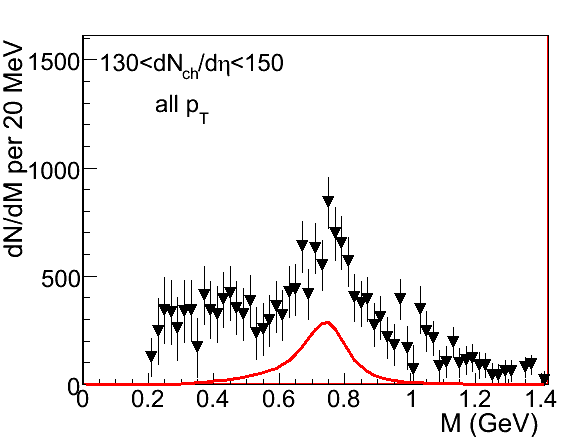 130<dN_ch/dη<150
all p_T
dN/dM per 20 MeV
1500
1000
500
0
0 0.2 0.4 0.6 0.8 1 1.2 1.4
M (GeV)